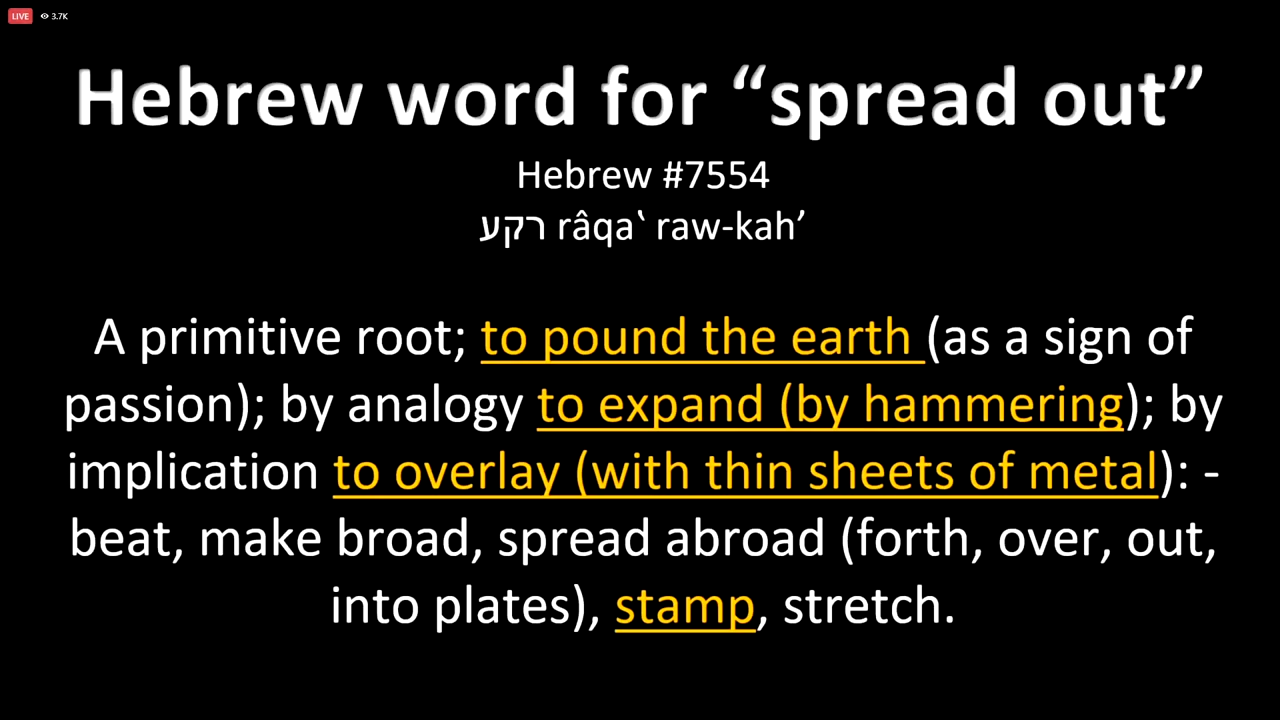 LIVE 3.7K
Hebrew word for “spread out”
Hebrew #7554
רקע râqa‛ raw-kah’
A primitive root; to pound the earth (as a sign of
passion); by analogy to expand (by hammering); by
implication to overlay (with thin sheets of metal): -
beat, make broad, spread abroad (forth, over, out,
into plates), stamp, stretch.